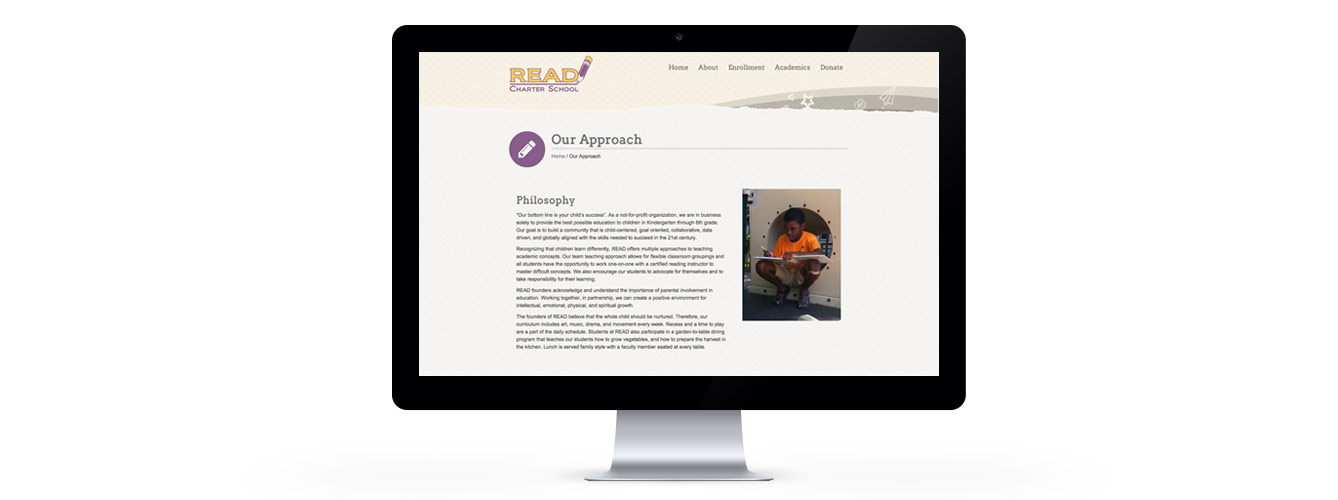 READ
CHARTER SCHOOL
Home About Enrollment Academics Donate
Our Approach
Home / Our Approach
Philosophy
"Our bottom line is your child's success". As a not-for-profit organization, we are in business
solely to provide the best possible education to children in Kindergarten through 6th grade.
Our goal is to build a community that is child-centered, goal oriented, collaborative, data
driven, and globally aligned with the skills needed to succeed in the 21st century.
Recognizing that children learn differently, READ offers multiple approaches to teaching
academic concepts. Our team teaching approach allows for flexible classroom groupings and
all students have the opportunity to work one-on-one with a certified reading instructor to
master difficult concepts. We also encourage our students to advocate for themselves and to
take responsibility for their learning.
READ founders acknowledge and understand the importance of parental involvement in
education. Working together, in partnership, we can create a positive environment for
intellectual, emotional, physical, and spiritual growth.
The founders of READ believe that the whole child should be nurtured. Therefore, our
curriculum includes art, music, drama, and movement every week. Recess and a time to play
are a part of the daily schedule. Students at READ also participate in a garden-to-table dining
program that teaches our students how to grow vegetables, and how to prepare the harvest in
the kitchen. Lunch is served family style with a faculty member seated at every table.